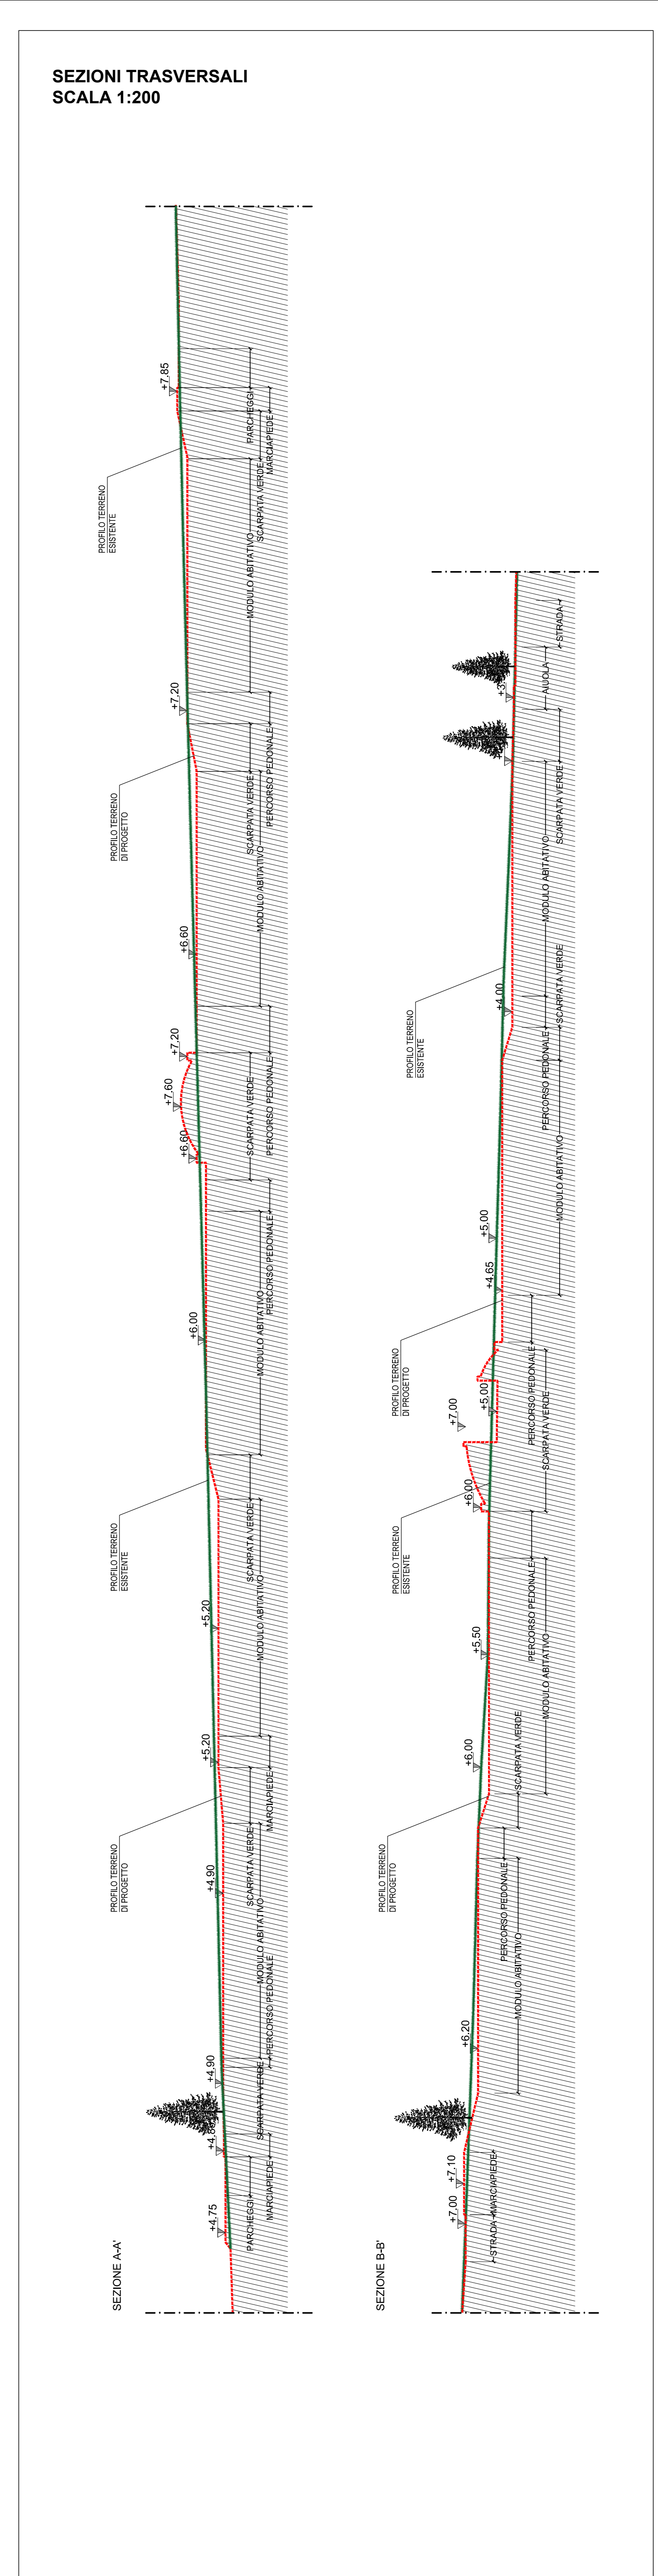 SEZIONI TRASVERSALI
SCALA 1:200
SEZIONE A-A'
+4,75
+4,90
+4,90
+5,20
+5,20
+6,00
+6,60
+7,60
+7,20
+6,60
+7,20
+7,85
PROFILO TERRENO
DI PROGETTO
PROFILO TERRENO
ESISTENTE
PROFILO TERRENO
DI PROGETTO
PROFILO TERRENO
ESISTENTE
PARCHEGGI
MARCIAPIEDE
SCARPATA VERDE
PERCORSO PEDONALE
MODULO ABITATIVO
SCARPATA VERDE
MARCIAPIEDE
MODULO ABITATIVO
SCARPATA VERDE
MODULO ABITATIVO
PERCORSO PEDONALE
SCARPATA VERDE
PERCORSO PEDONALE
MODULO ABITATIVO
SCARPATA VERDE
PERCORSO PEDONALE
MODULO ABITATIVO
SCARPATA VERDE
MARCIAPIEDE
PARCHEGGI
SEZIONE B-B'
+7,00
+7,10
+6,20
+6,00
+5,50
+6,00
+7,00
+5,00
+4,65
+5,00
+4,00
PROFILO TERRENO
DI PROGETTO
PROFILO TERRENO
ESISTENTE
PROFILO TERRENO
DI PROGETTO
PROFILO TERRENO
ESISTENTE
STRADA
MARCIAPIEDE
MODULO ABITATIVO
PERCORSO PEDONALE
SCARPATA VERDE
MODULO ABITATIVO
PERCORSO PEDONALE
SCARPATA VERDE
PERCORSO PEDONALE
MODULO ABITATIVO
PERCORSO PEDONALE
SCARPATA VERDE
MODULO ABITATIVO
SCARPATA VERDE
AIUOLA
STRADA